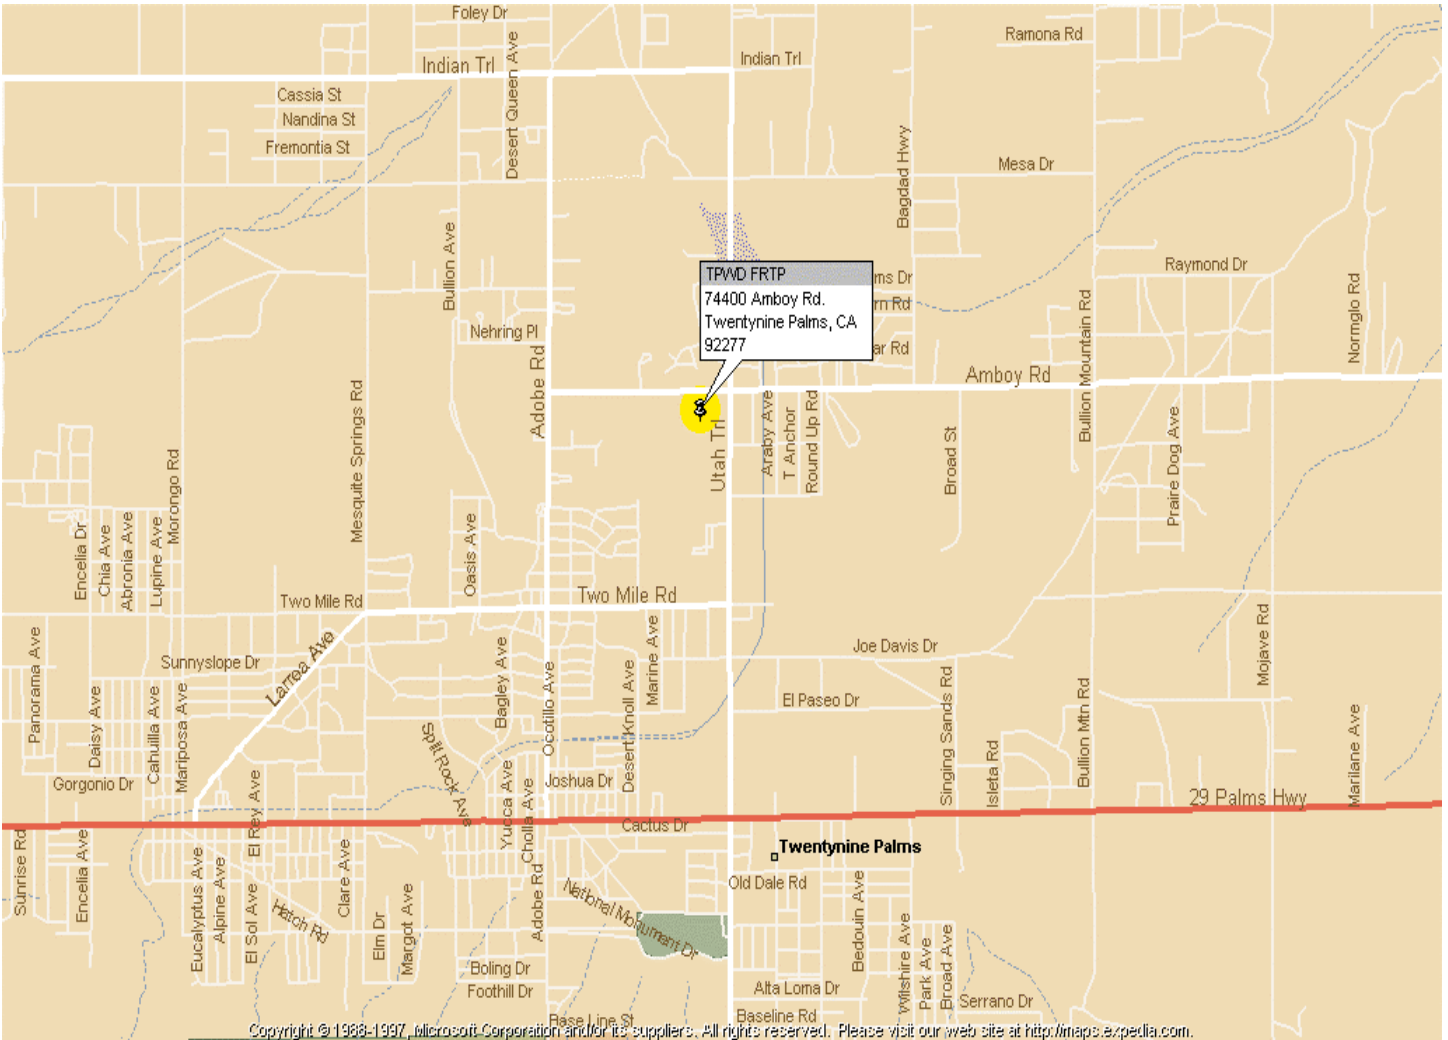 Foley Dr
Ramona Rd
Indian Trl
Indian Trl
Desert Queen Ave
Cassia St
Nandina St
Fremontia St
Bagdad Hwy
Mesa Dr
Bullion Ave
TPWD FRTP
74400 Amboy Rd.
Twentynine Palms, CA
92277
ms Dr
rn Rd
ar Rd
Raymond Dr
Normglo Rd
Nehring Pl
Adobe Rd
Amboy Rd
Bullion Mountain Rd
Mesquite Springs Rd
Morongo Rd
Utah Trl
Araby Ave
T Anchor
Round Up Rd
Broad St
Praire Dog Ave
Encelia Dr
Chia Ave
Abronia Ave
Lupine Ave
Oasis Ave
Two Mile Rd
Two Mile Rd
Panorama Ave
Sunnyslope Dr
Larrea Ave
Bagley Ave
Ocotillo Ave
Desert Knoll Ave
Marine Ave
Joe Davis Dr
El Paseo Dr
Mojave Rd
Daisy Ave
Cahuilla Ave
Mariposa Ave
Split Rock Ave
Singing Sands Rd
Isleta Rd
Bullion Mtn Rd
Marilane Ave
Gorgonio Dr
Joshua Dr
Yucca Ave
Cholla Ave
El Rey Ave
29 Palms Hwy
Cactus Dr
Twentynine Palms
Sunrise Rd
Encelia Ave
Eucalyptus Ave
Alpine Ave
El Sol Ave
Hatch Rd
Clare Ave
Elm Dr
Margot Ave
Adobe Rd
National Monument Dr
Old Dale Rd
Bedouin Ave
Wilshire Ave
Park Ave
Broad Ave
Boling Dr
Foothill Dr
Alta Loma Dr
Serrano Dr
Base Line St
Baseline Rd
Copyright © 1988-1997, Microsoft Corporation and/or its suppliers. All rights reserved. Please visit our web site at http://maps.expedia.com.